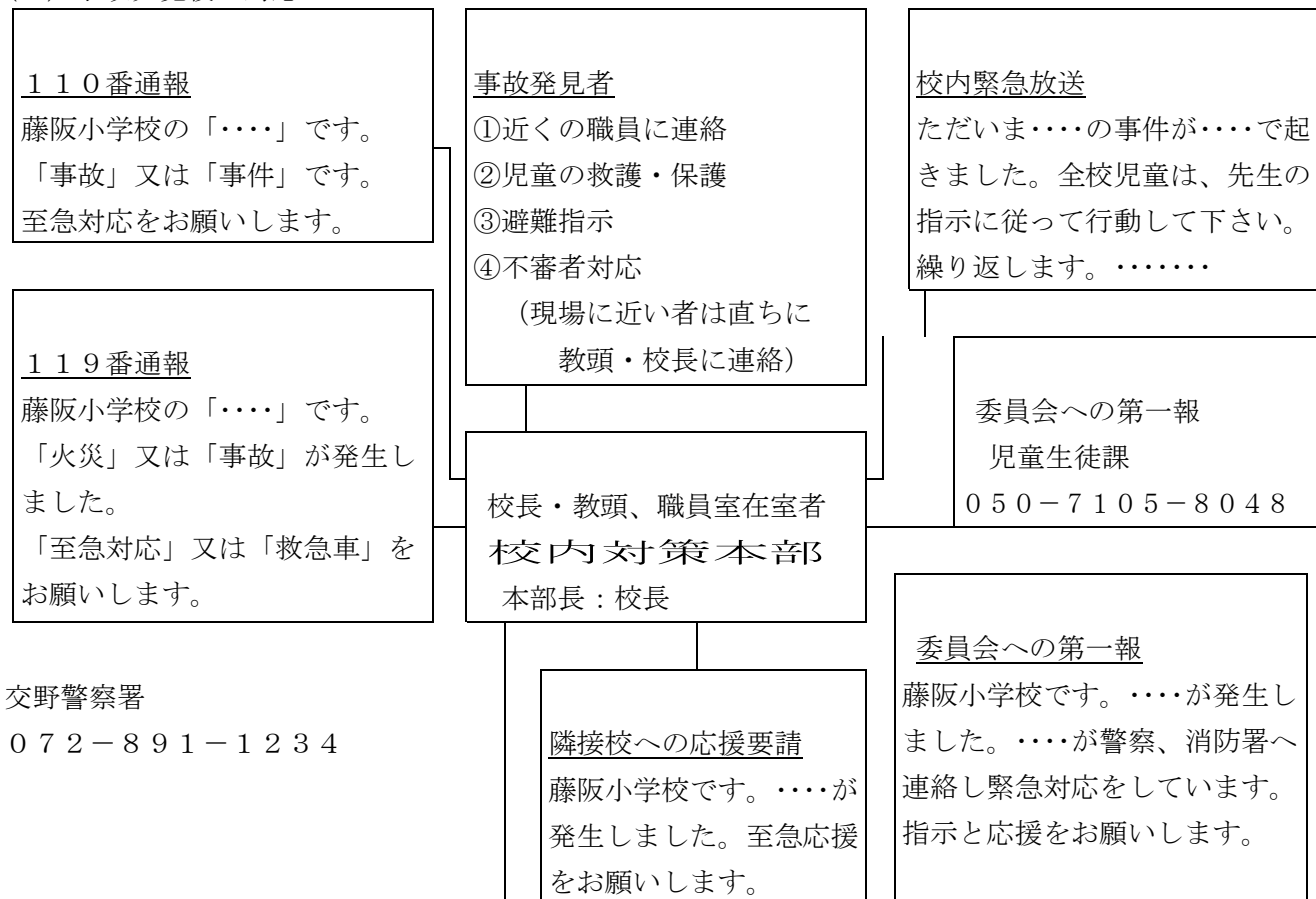 １１０番通報
藤阪小学校の「････」です。
「事故」又は「事件」です。
至急対応をお願いします。
事故発見者
①近くの職員に連絡
②児童の救護・保護
③避難指示
④不審者対応
（現場に近い者は直ちに
教頭・校長に連絡）
校内緊急放送
ただいま････の事件が････で起
きました。全校児童は、先生の
指示に従って行動して下さい。
繰り返します。･･･････
１１９番通報
藤阪小学校の「････」です。
「火災」又は「事故」が発生し
ました。
「至急対応」又は「救急車」を
お願いします。
校長・教頭、職員室在室者
校内対策本部
本部長：校長
委員会への第一報
児童生徒課
０５０－７１０５－８０４８
交野警察署
０７２－８９１－１２３４
隣接校への応援要請
藤阪小学校です。････が
発生しました。至急応援
をお願いします。
委員会への第一報
藤阪小学校です。････が発生し
ました。････が警察、消防署へ
連絡し緊急対応をしています。
指示と応援をお願いします。